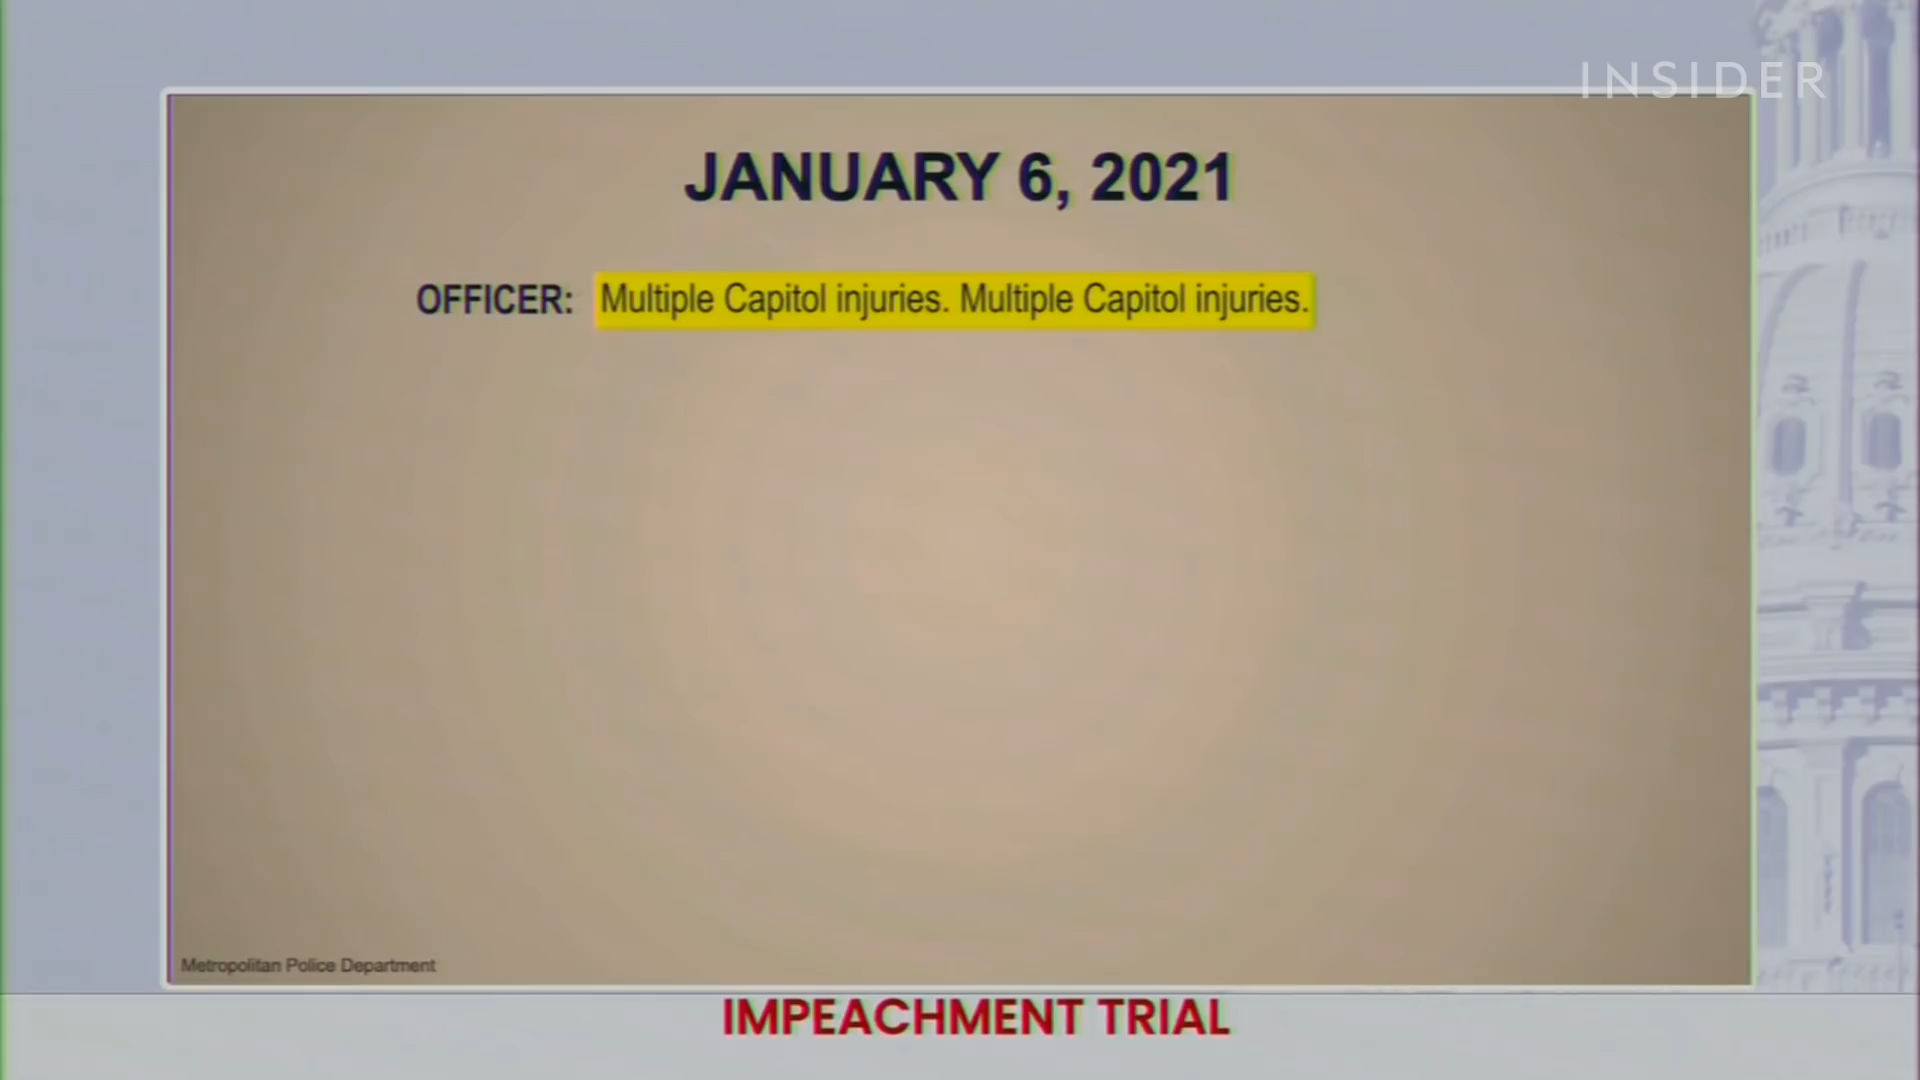 INSIDER
JANUARY 6, 2021
OFFICER: Multiple Capitol injuries. Multiple Capitol injuries.
Metropolitan Police Department
IMPEACHMENT TRIAL